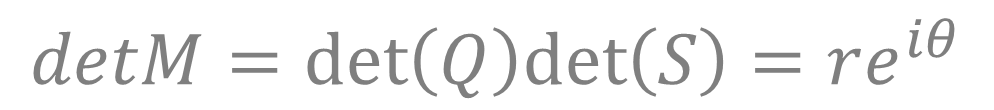 detM = det(Q)det(S) = re^{iθ}